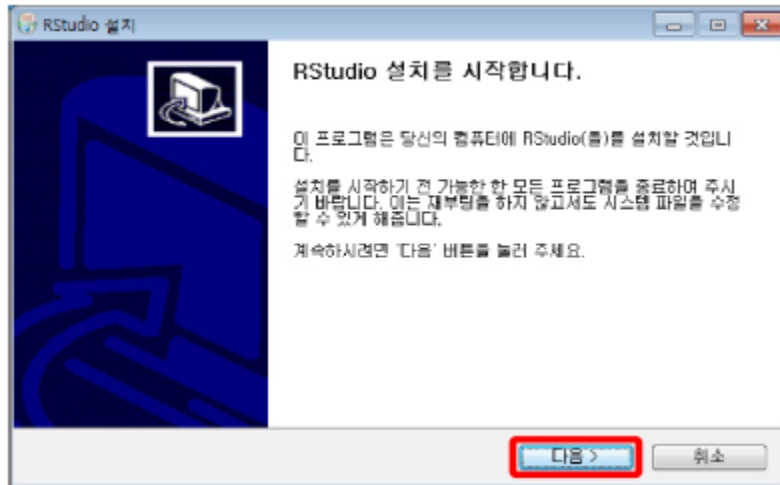 RStudio 설치
RStudio 설치를 시작합니다.
이 프로그램은 당신의 컴퓨터에 RStudio(을)를 설치할 것입니
다.
설치를 시작하기 전 가능한 한 모든 프로그램을 종료하여 주시
기 바랍니다. 이는 재부팅을 하지 않고서도 시스템 파일을 수정
할 수 있게 해줍니다.
계속하시려면 '다음' 버튼을 눌러 주세요.
다음 >
취소